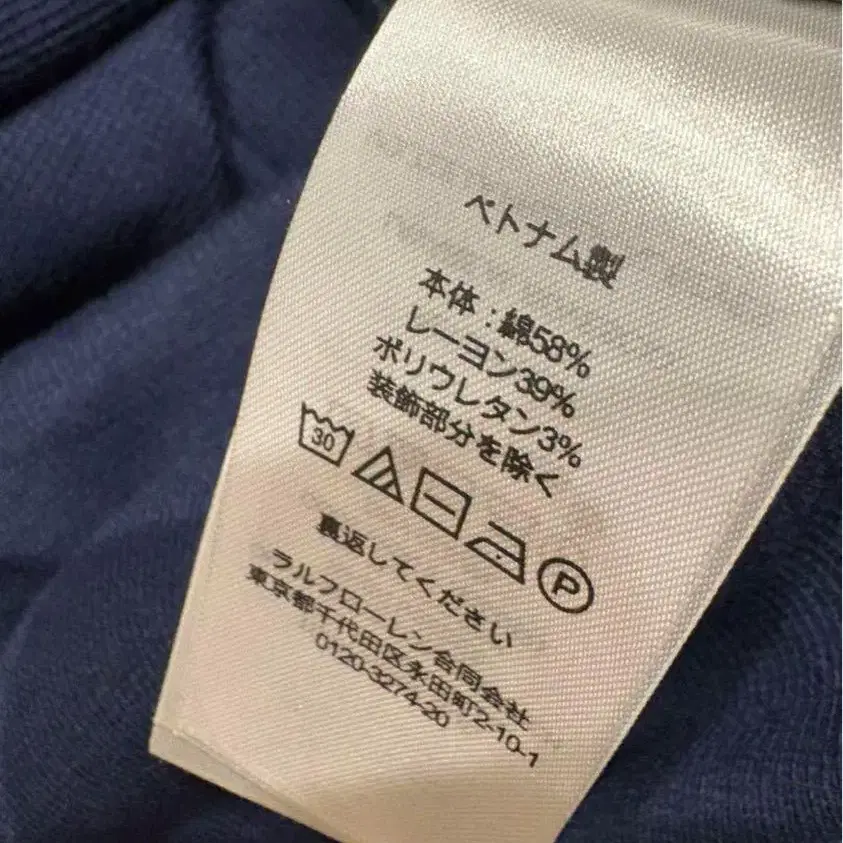 ベトナム製
本体：綿58%
レーヨン39%
ポリウレタン3%
装飾部分を除く
30
P
裏返してください
ラルフローレン合同会社
東京都千代田区永田町2-10-1
0120-3274-20